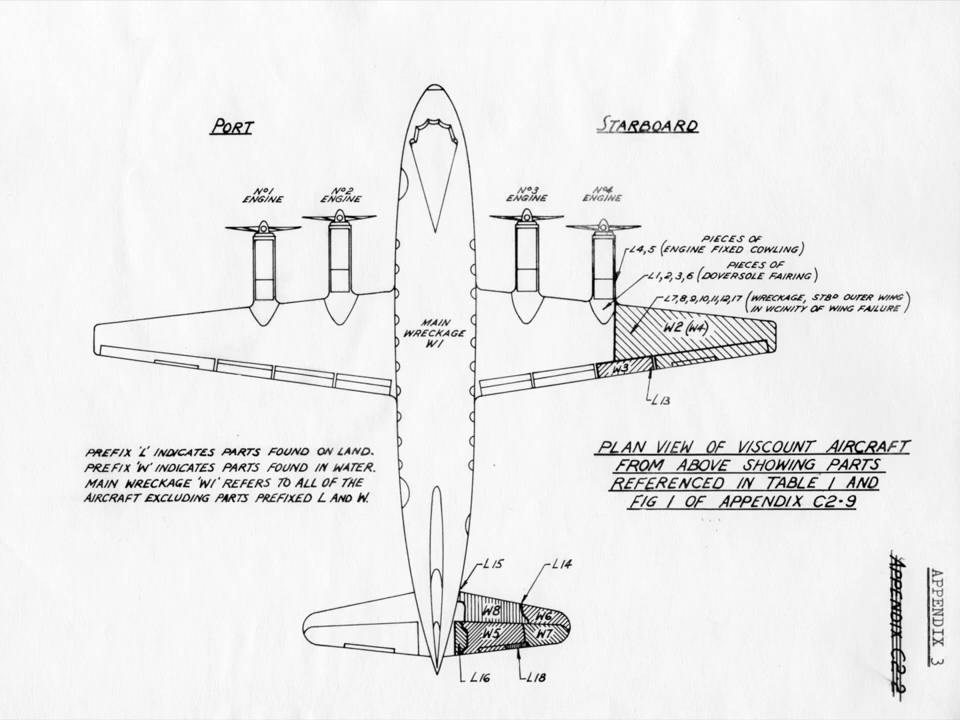 PORT
STARBOARD
No1
ENGINE
No2
ENGINE
No3
ENGINE
No4
ENGINE
PIECES OF
L4,5 (ENGINE FIXED COWLING)
PIECES OF
L1,2,3,6 (DOVERSOLE FAIRING)
L7,8,9,10,11,12,17 (WRECKAGE, STBD OUTER WING
IN VICINITY OF WING FAILURE)
MAIN
WRECKAGE
W1
W2 (W4)
W3
L13
PREFIX 'L' INDICATES PARTS FOUND ON LAND.
PREFIX 'W' INDICATES PARTS FOUND IN WATER.
MAIN WRECKAGE 'W1' REFERS TO ALL OF THE
AIRCRAFT EXCLUDING PARTS PREFIXED L AND W.
PLAN VIEW OF VISCOUNT AIRCRAFT
FROM ABOVE SHOWING PARTS
REFERENCED IN TABLE 1 AND
FIG 1 OF APPENDIX C2·9
L15
L14
W8
W6
W5
W7
L16
L18
APPENDIX 3
APPENDIX C2·2